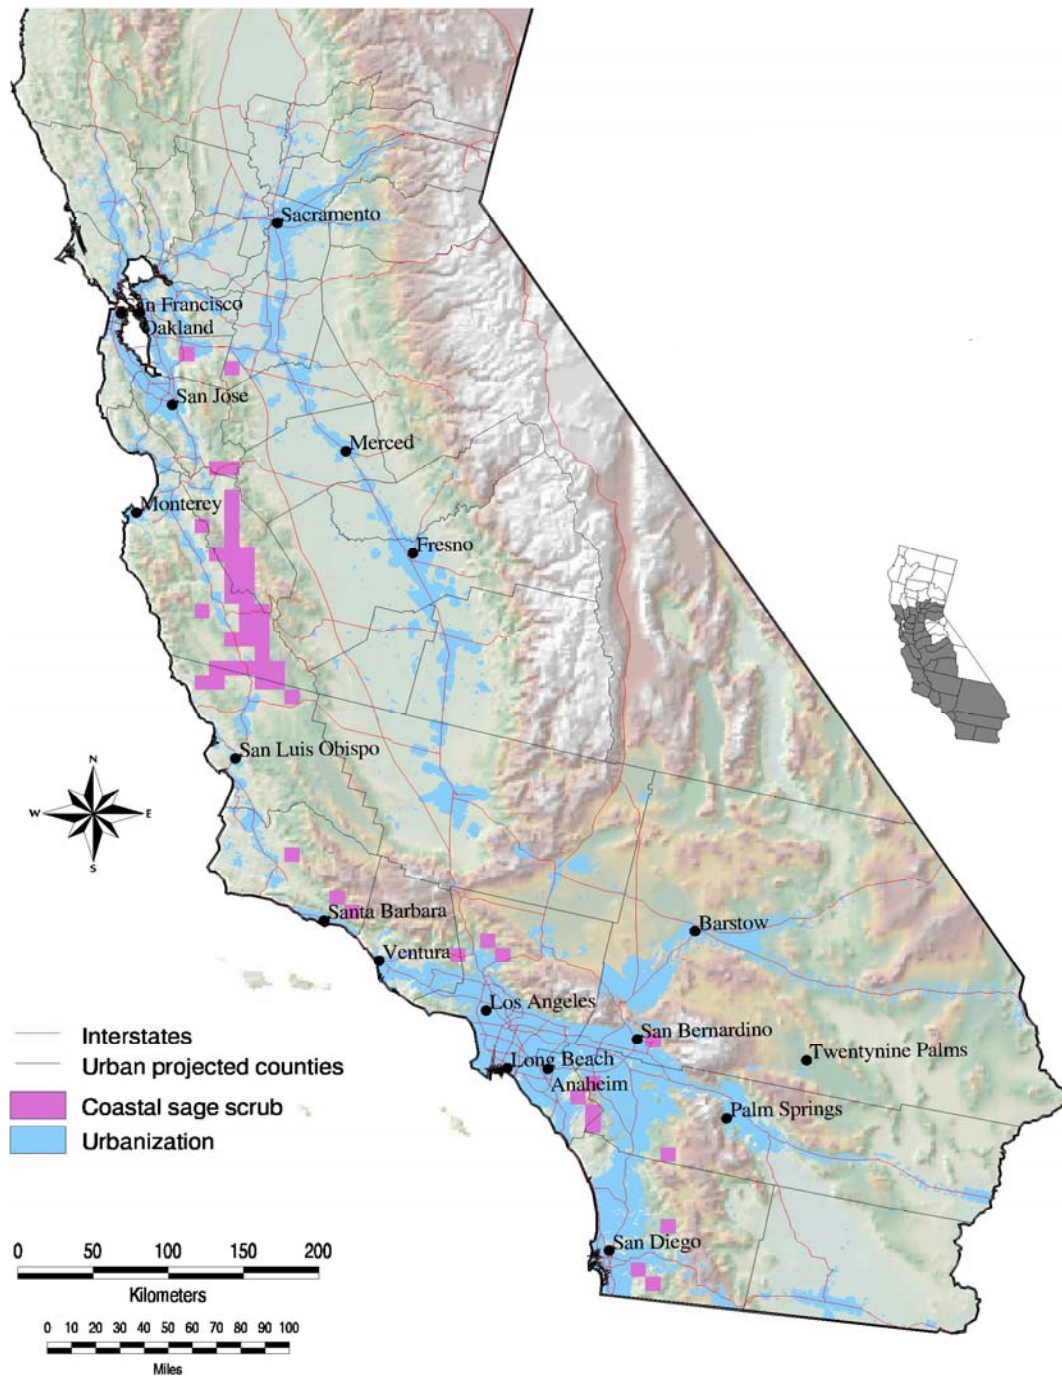 Sacramento
an Francisco
Oakland
San Jose
Merced
Monterey
Fresno
San Luis Obispo
N
W
E
S
Santa Barbara
Barstow
Ventura
Los Angeles
San Bernardino
Long Beach
Twentynine Palms
Anaheim
Palm Springs
San Diego
Interstates
Urban projected counties
Coastal sage scrub
Urbanization
0 50 100 150 200
Kilometers
0 10 20 30 40 50 60 70 80 90 100
Miles